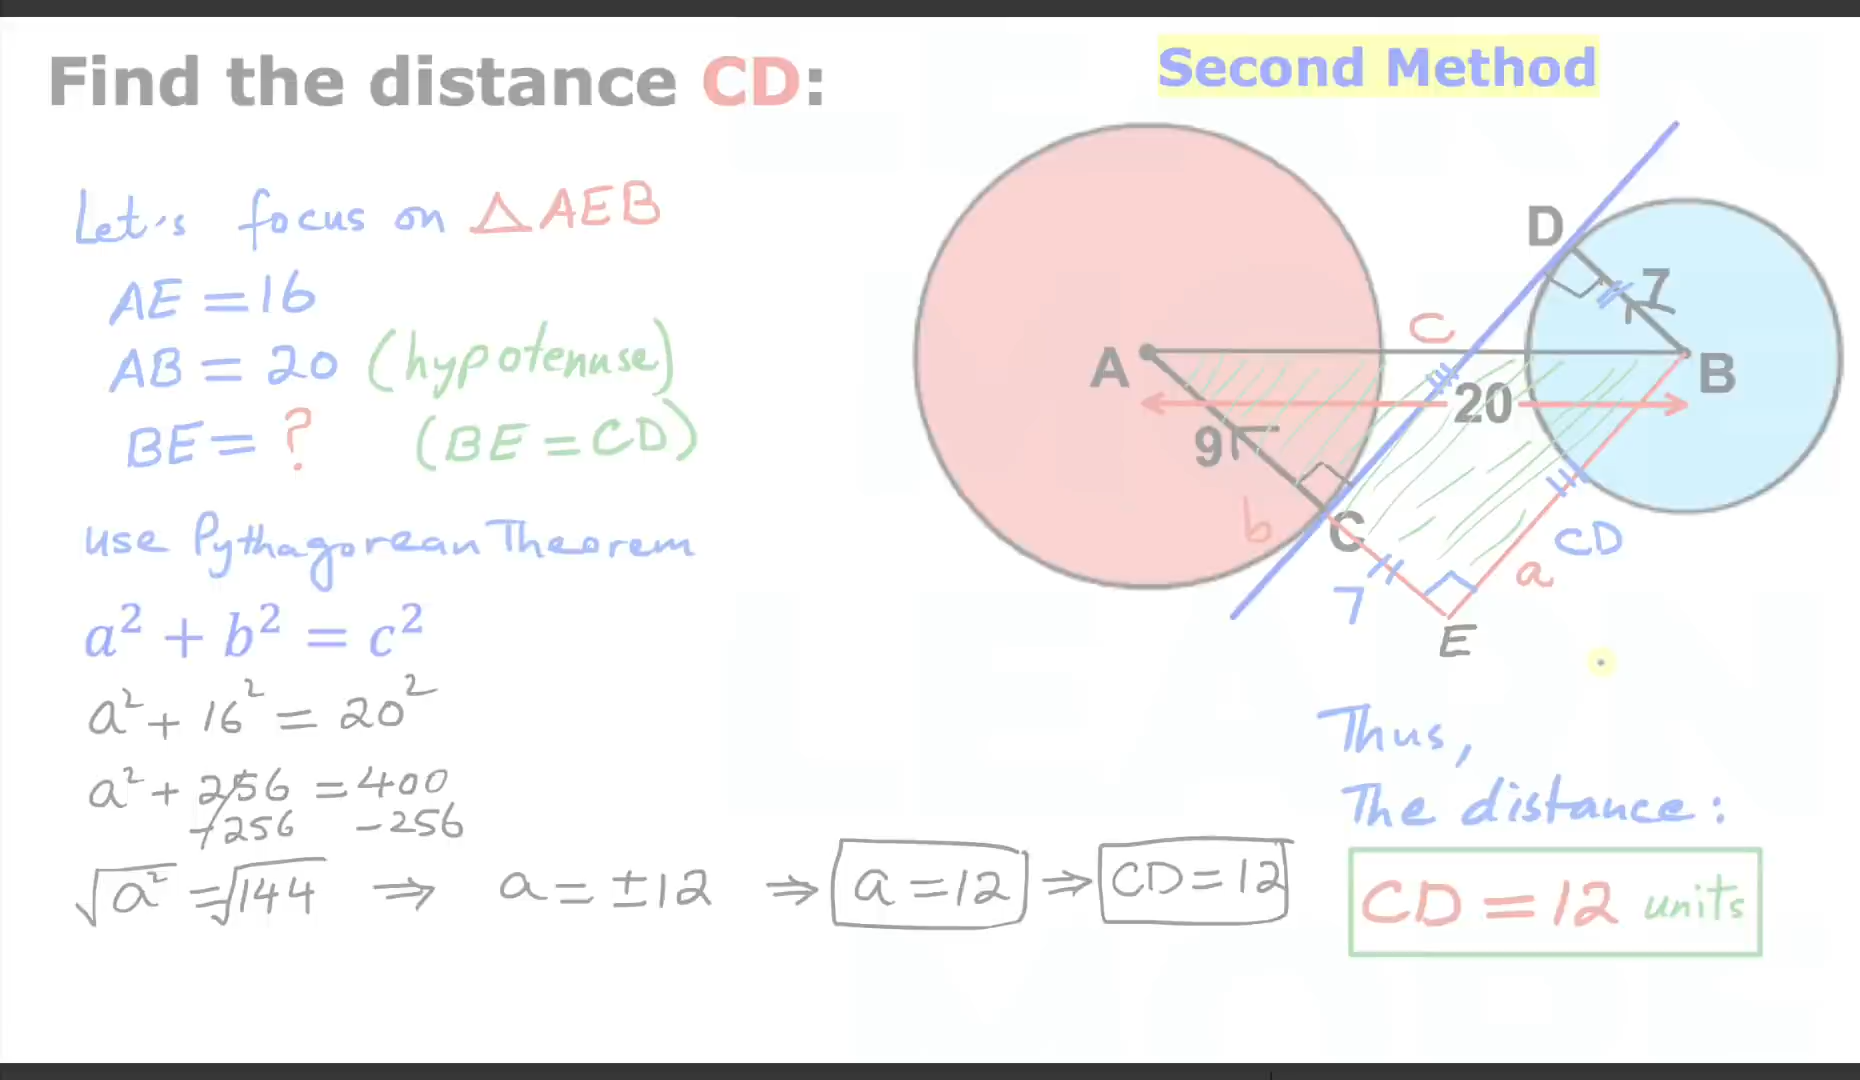 Find the distance CD:
Second Method
Let's focus on △AEB
AE = 16
AB = 20 (hypotenuse)
BE = ? (BE = CD)
use Pythagorean Theorem
a² + b² = c²
a² + 16² = 20²
a² + 256 = 400
-256 -256
√a² = √144 ⇒ a = ±12 ⇒ a = 12 ⇒ CD = 12
D
7
C
A
B
20
9
b
C
CD
a
7
E
Thus,
The distance:
CD = 12 units